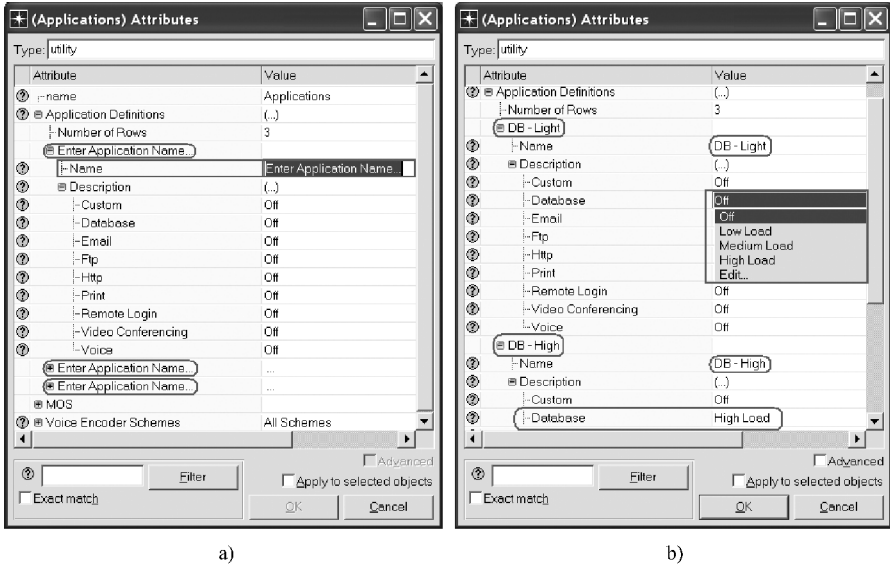 (Applications) Attributes
Type: utility
Attribute Value
name Applications
Application Definitions (...)
Number of Rows 3
Enter Application Name...
Name Enter Application Name...
Description (...)
Custom Off
Database Off
Email Off
Ftp Off
Http Off
Print Off
Remote Login Off
Video Conferencing Off
Voice Off
Enter Application Name... ...
Enter Application Name... ...
MOS
Voice Encoder Schemes All Schemes
Advanced
Filter
Apply to selected objects
Exact match
OK Cancel
a)
(Applications) Attributes
Type: utility
Attribute Value
Application Definitions (...)
Number of Rows 3
DB - Light
Name DB - Light
Description (...)
Custom Off
Database Off
Off
Email
Low Load
Ftp
Medium Load
Http
High Load
Print
Edit...
Remote Login Off
Video Conferencing Off
Voice Off
DB - High
Name DB - High
Description (...)
Custom Off
Database High Load
Advanced
Filter
Apply to selected objects
Exact match
OK Cancel
b)